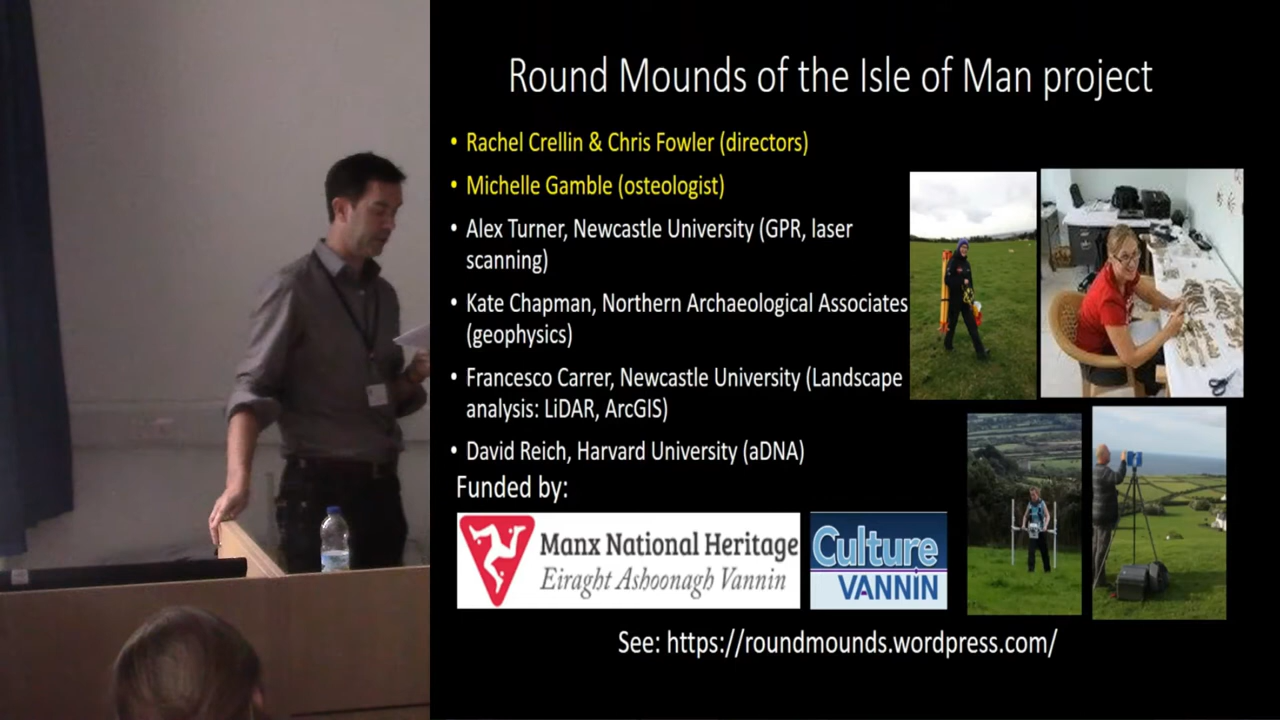 Round Mounds of the Isle of Man project
• Rachel Crellin & Chris Fowler (directors)
• Michelle Gamble (osteologist)
• Alex Turner, Newcastle University (GPR, laser
scanning)
• Kate Chapman, Northern Archaeological Associates
(geophysics)
• Francesco Carrer, Newcastle University (Landscape
analysis: LiDAR, ArcGIS)
• David Reich, Harvard University (aDNA)
Funded by:
Manx National Heritage
Eiraght Ashoonagh Vannin
Culture
VANNIN
See: https://roundmounds.wordpress.com/